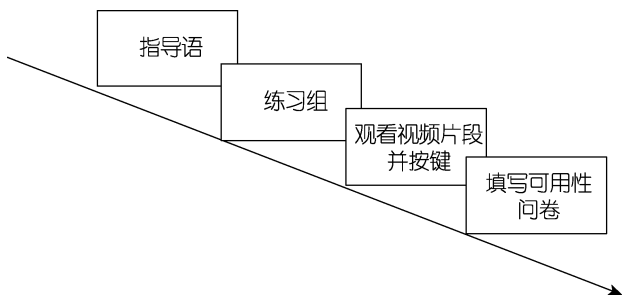 指导语
练习组
观看视频片段
并按键
填写可用性
问卷